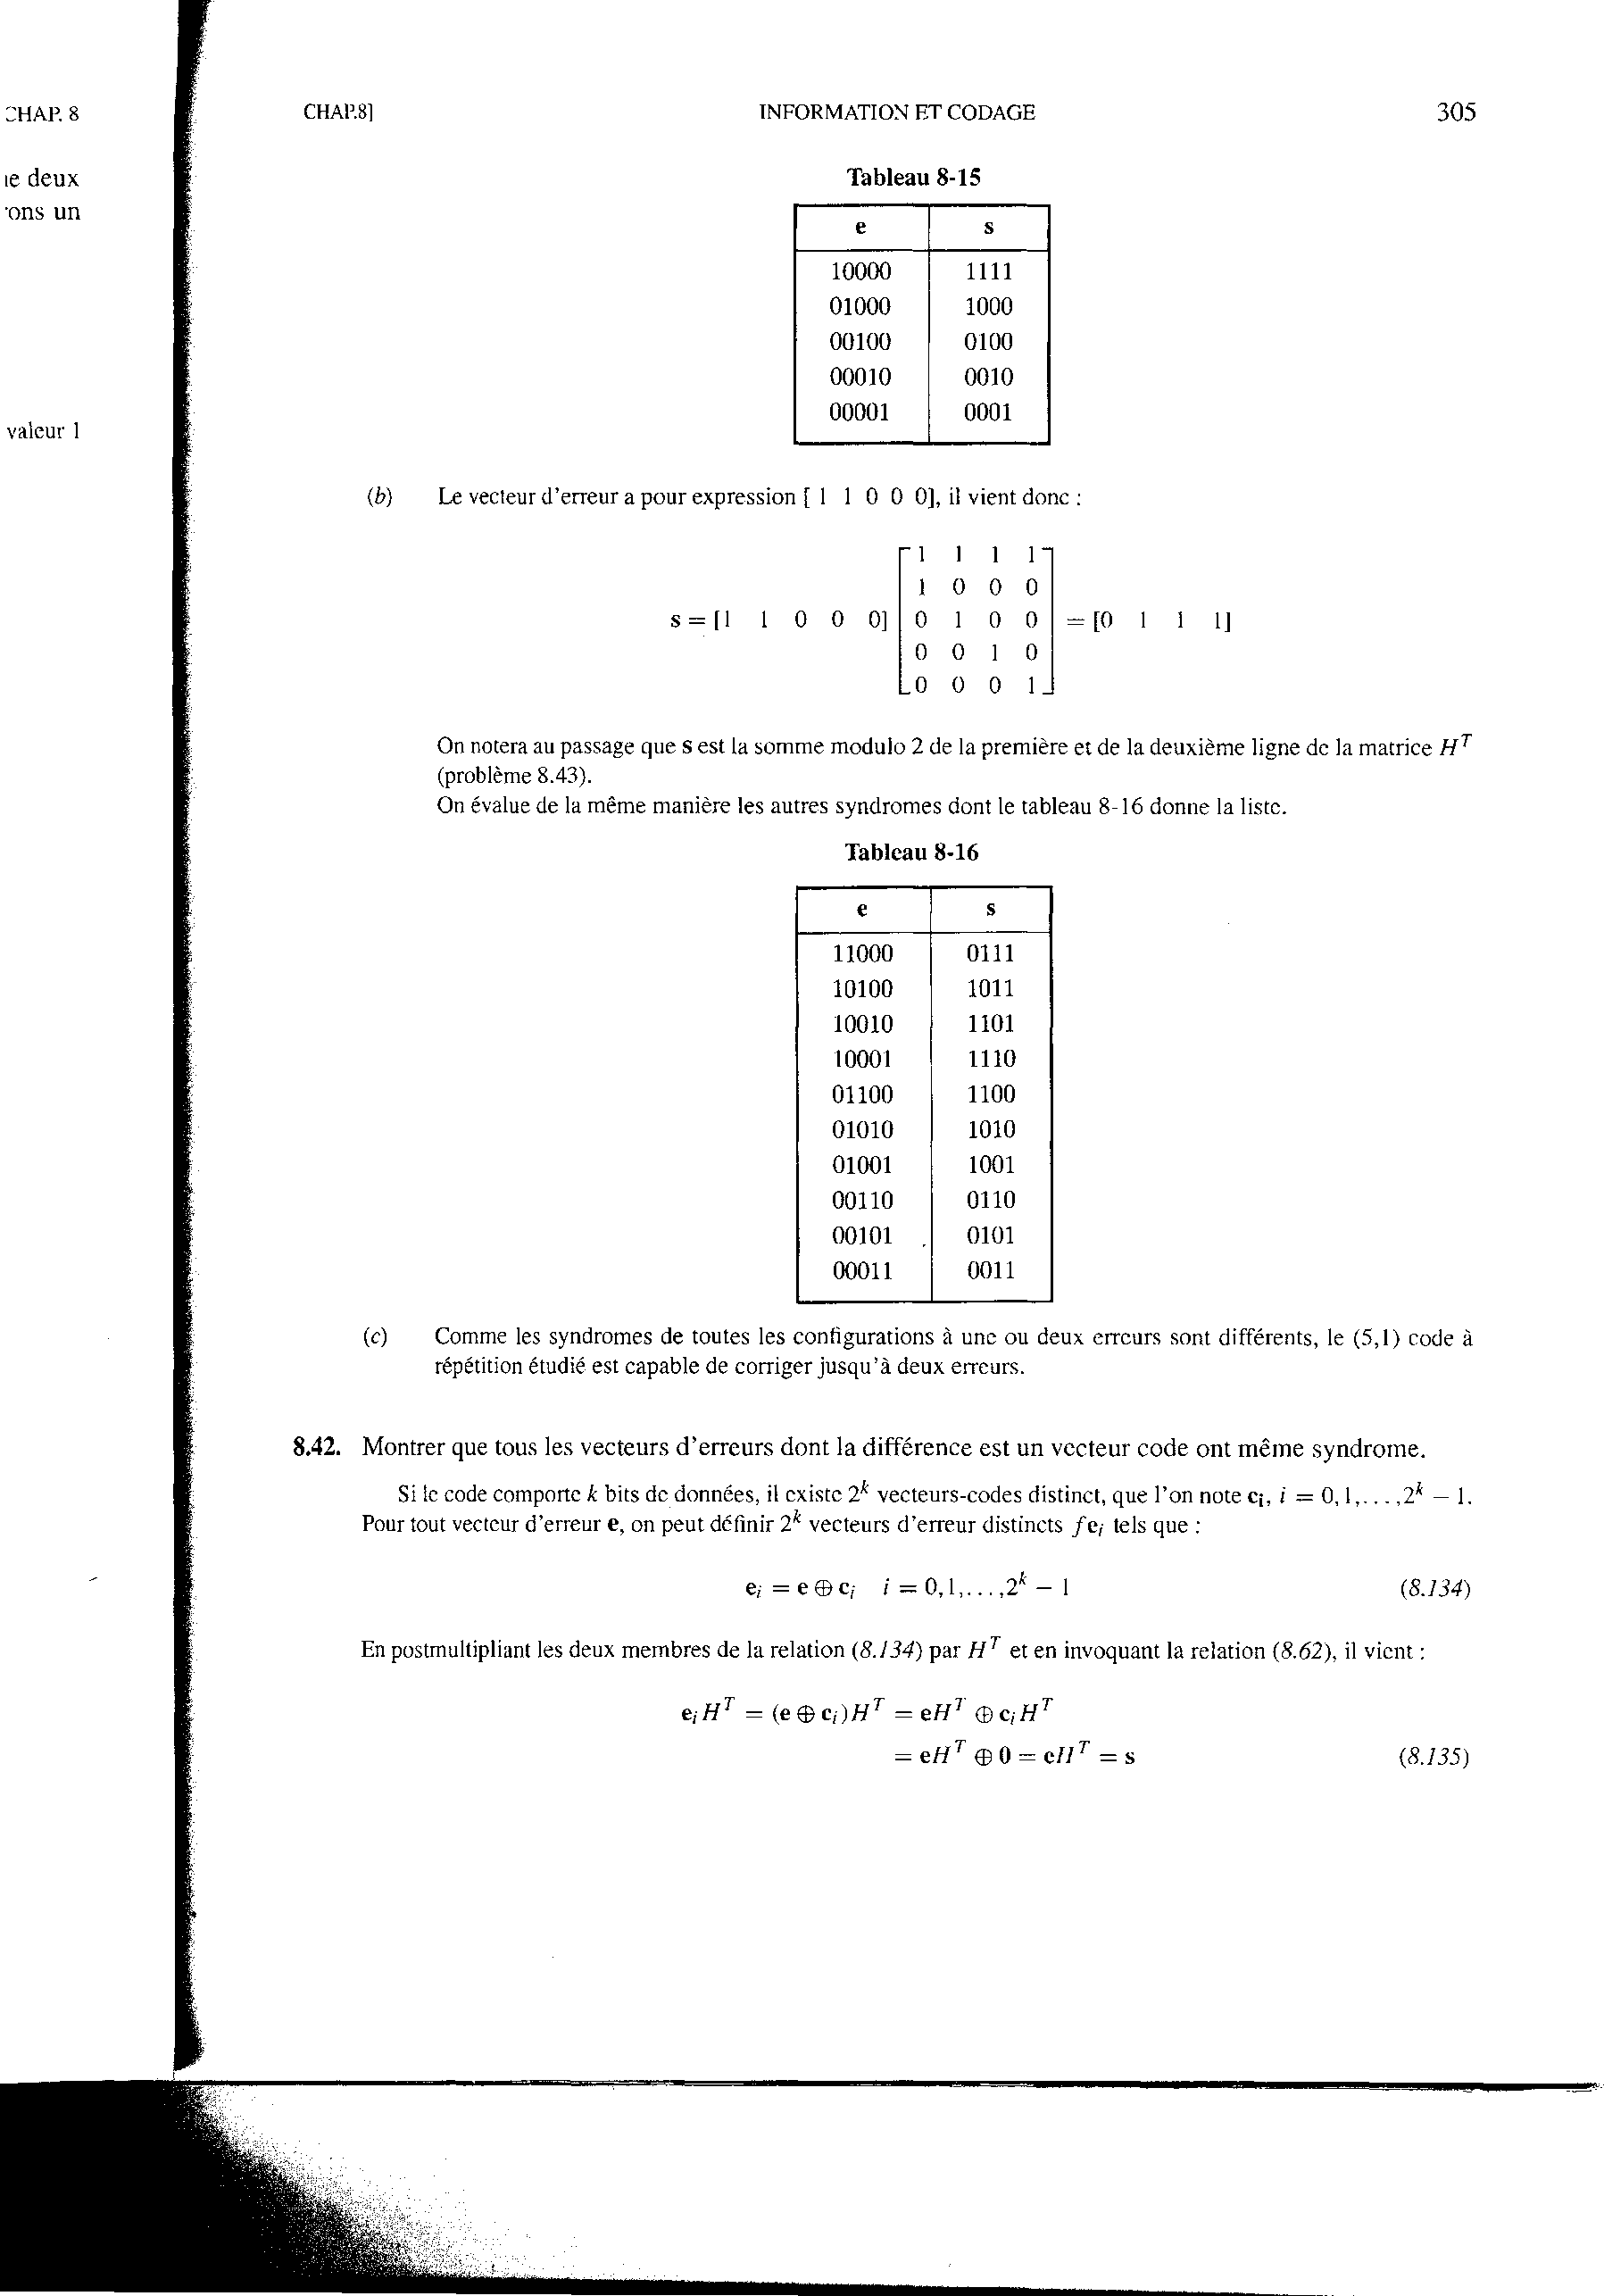 CHAP. 8
deux
ons un
valeur 1
CHAP.8] INFORMATION ET CODAGE 305
Tableau 8-15
e s
10000 1111
01000 1000
00100 0100
00010 0010
00001 0001
(b) Le vecteur d'erreur a pour expression [ 1 1 0 0 0], il vient donc :
s = [1 1 0 0 0] [1 1 1 1
1 0 0 0
0 1 0 0
0 0 1 0
0 0 0 1] = [0 1 1 1]
On notera au passage que s est la somme modulo 2 de la première et de la deuxième ligne de la matrice H^T
(problème 8.43).
On évalue de la même manière les autres syndromes dont le tableau 8-16 donne la liste.
Tableau 8-16
e s
11000 0111
10100 1011
10010 1101
10001 1110
01100 1100
01010 1010
01001 1001
00110 0110
00101 0101
00011 0011
(c) Comme les syndromes de toutes les configurations à une ou deux erreurs sont différents, le (5,1) code à
répétition étudié est capable de corriger jusqu'à deux erreurs.
8.42. Montrer que tous les vecteurs d'erreurs dont la différence est un vecteur code ont même syndrome.
Si le code comporte k bits de données, il existe 2^k vecteurs-codes distinct, que l'on note c_i, i = 0,1,...,2^k − 1.
Pour tout vecteur d'erreur e, on peut définir 2^k vecteurs d'erreur distincts fe_i tels que :
e_i = e ⊕ c_i i = 0,1,...,2^k − 1 (8.134)
En postmultipliant les deux membres de la relation (8.134) par H^T et en invoquant la relation (8.62), il vient :
e_i H^T = (e ⊕ c_i)H^T = eH^T ⊕ c_i H^T
= eH^T ⊕ 0 = eH^T = s (8.135)